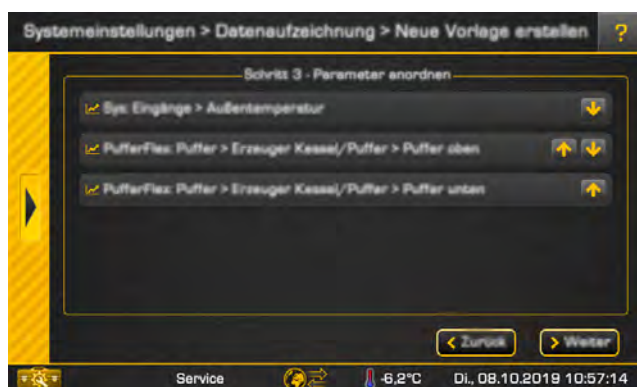 Systemeinstellungen > Datenaufzeichnung > Neue Vorlage erstellen ?
Schritt 3 - Parameter anordnen
Sys: Eingänge > Außentemperatur
PufferFlex: Puffer > Erzeuger Kessel/Puffer > Puffer oben
PufferFlex: Puffer > Erzeuger Kessel/Puffer > Puffer unten
< Zurück > Weiter
Service -6,2°C Di., 08.10.2019 10:57:14